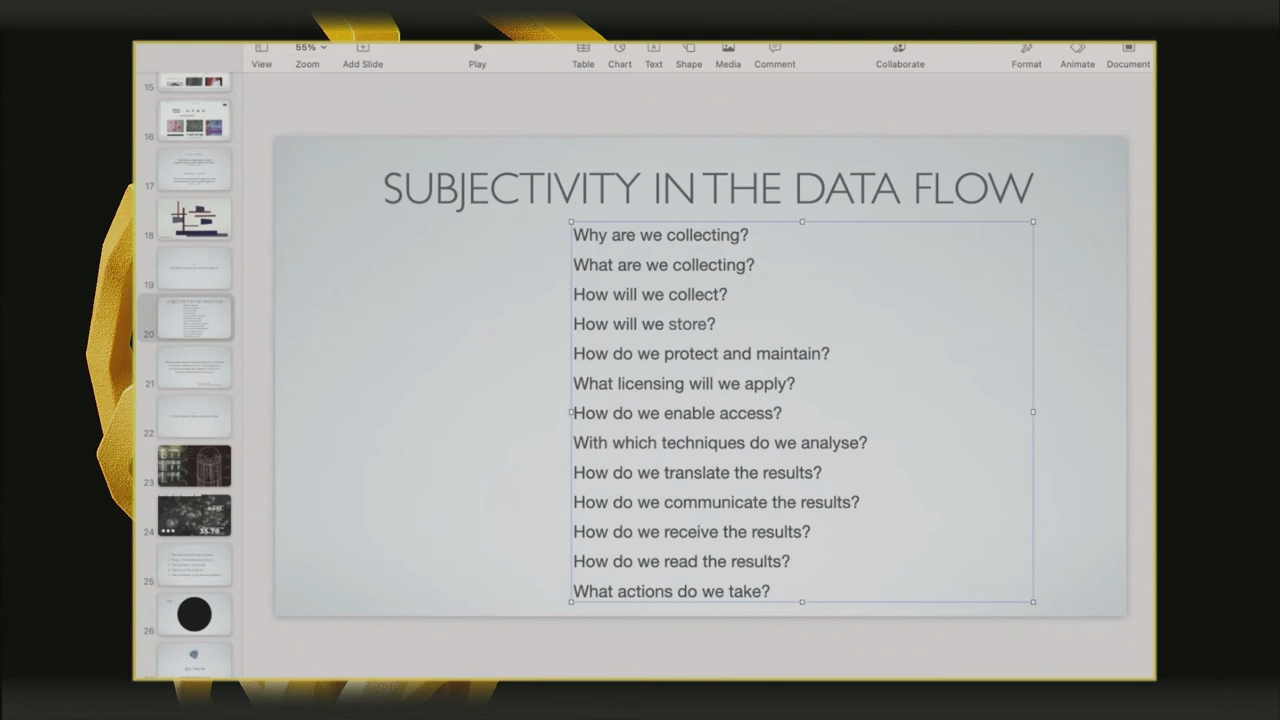 View
55%
Zoom
Add Slide
Play
Table
Chart
Text
Shape
Media
Comment
Collaborate
Format
Animate
Document
15
16
17
18
19
20
21
22
23
24
25
26
SUBJECTIVITY IN THE DATA FLOW
Why are we collecting?
What are we collecting?
How will we collect?
How will we store?
How do we protect and maintain?
What licensing will we apply?
How do we enable access?
With which techniques do we analyse?
How do we translate the results?
How do we communicate the results?
How do we receive the results?
How do we read the results?
What actions do we take?